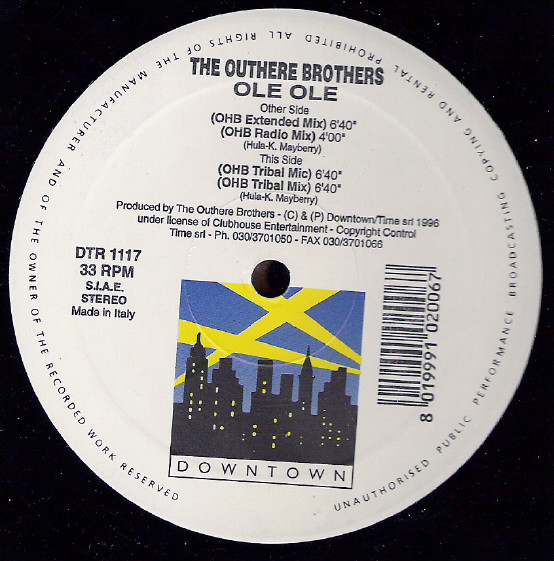 THE OUTHERE BROTHERS
OLE OLE
Other Side
(OHB Extended Mix) 6'40"
(OHB Radio Mix) 4'00"
(Hula-K. Mayberry)
This Side
(OHB Tribal Mic) 6'40"
(OHB Tribal Mix) 6'40"
(Hula-K. Mayberry)
Produced by The Outhere Brothers - (C) & (P) Downtown/Time srl 1996
under license of Clubhouse Entertainment - Copyright Control
Time srl - Ph. 030/3701050 - FAX 030/3701066
DTR 1117
33 RPM
S.I.A.E.
STEREO
Made in Italy
8 019991 020067
DOWNTOWN
ALL RIGHTS OF THE MANUFACTURER AND OF THE OWNER OF THE RECORDED WORK RESERVED
UNAUTHORISED PUBLIC PERFORMANCE BROADCASTING COPYING AND RENTAL PROHIBITED